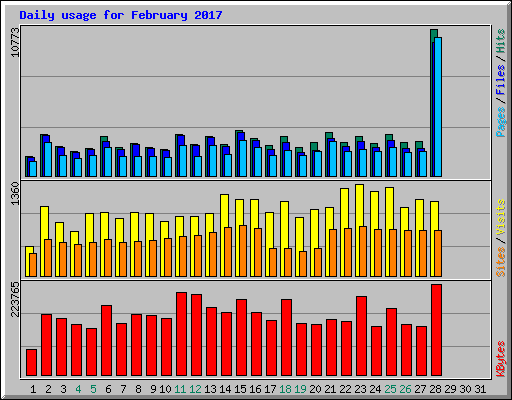 Daily usage for February 2017
10773
Pages / Files / Hits
1360
Sites / Visits
223765
KBytes
1 2 3 4 5 6 7 8 9 10 11 12 13 14 15 16 17 18 19 20 21 22 23 24 25 26 27 28 29 30 31